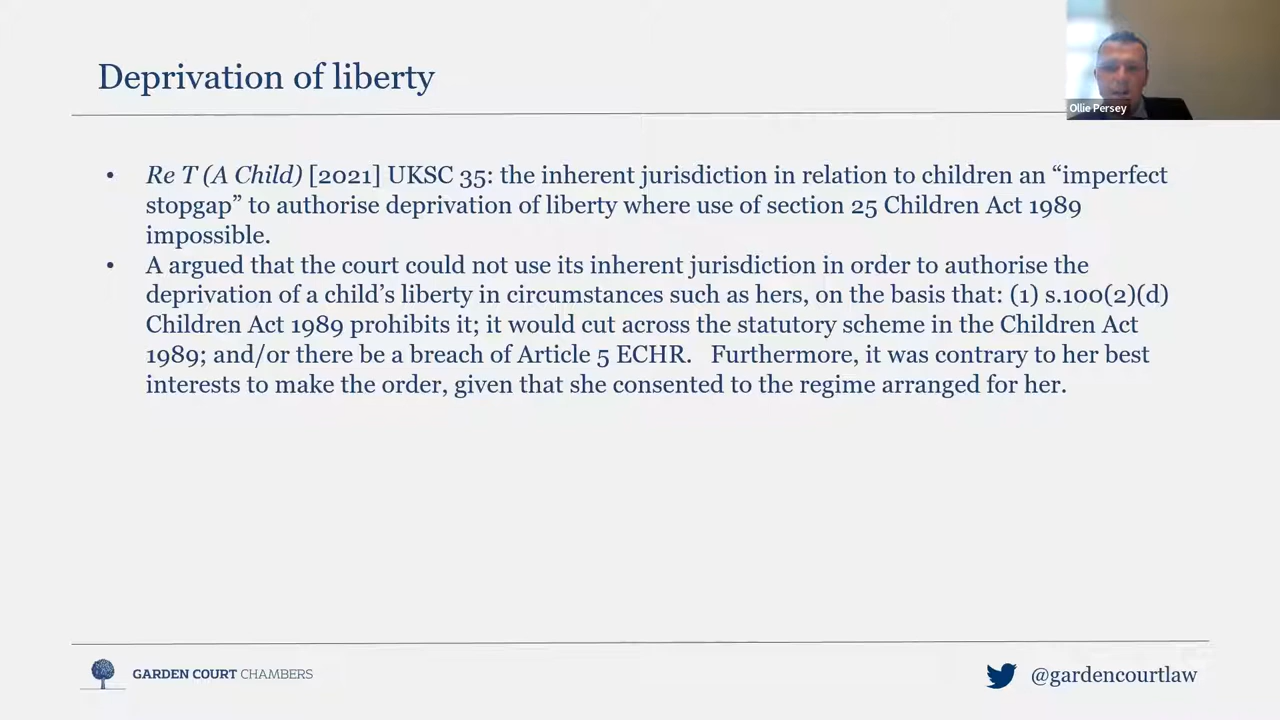 Deprivation of liberty
Ollie Persey
• Re T (A Child) [2021] UKSC 35: the inherent jurisdiction in relation to children an “imperfect
stopgap” to authorise deprivation of liberty where use of section 25 Children Act 1989
impossible.
• A argued that the court could not use its inherent jurisdiction in order to authorise the
deprivation of a child’s liberty in circumstances such as hers, on the basis that: (1) s.100(2)(d)
Children Act 1989 prohibits it; it would cut across the statutory scheme in the Children Act
1989; and/or there be a breach of Article 5 ECHR. Furthermore, it was contrary to her best
interests to make the order, given that she consented to the regime arranged for her.
GARDEN COURT CHAMBERS
@gardencourtlaw